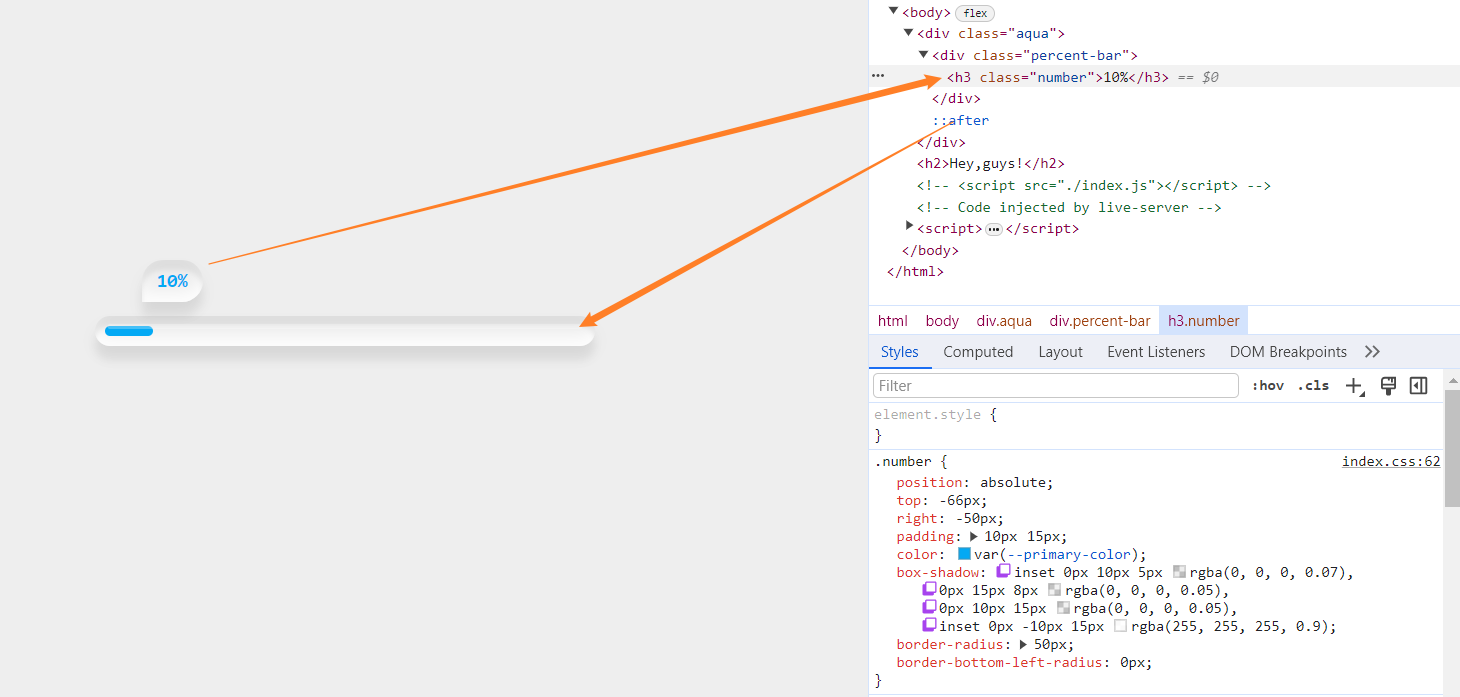 <body> flex
<div class="aqua">
<div class="percent-bar">
••• <h3 class="number">10%</h3> == $0
</div>
::after
</div>
<h2>Hey,guys!</h2>
<!-- <script src="./index.js"></script> -->
<!-- Code injected by live-server -->
<script>•••</script>
</body>
</html>
10%
html body div.aqua div.percent-bar h3.number
Styles Computed Layout Event Listeners DOM Breakpoints
Filter :hov .cls
element.style {
}
.number { index.css:62
position: absolute;
top: -66px;
right: -50px;
padding: 10px 15px;
color: var(--primary-color);
box-shadow: inset 0px 10px 5px rgba(0, 0, 0, 0.07),
0px 15px 8px rgba(0, 0, 0, 0.05),
0px 10px 15px rgba(0, 0, 0, 0.05),
inset 0px -10px 15px rgba(255, 255, 255, 0.9);
border-radius: 50px;
border-bottom-left-radius: 0px;
}